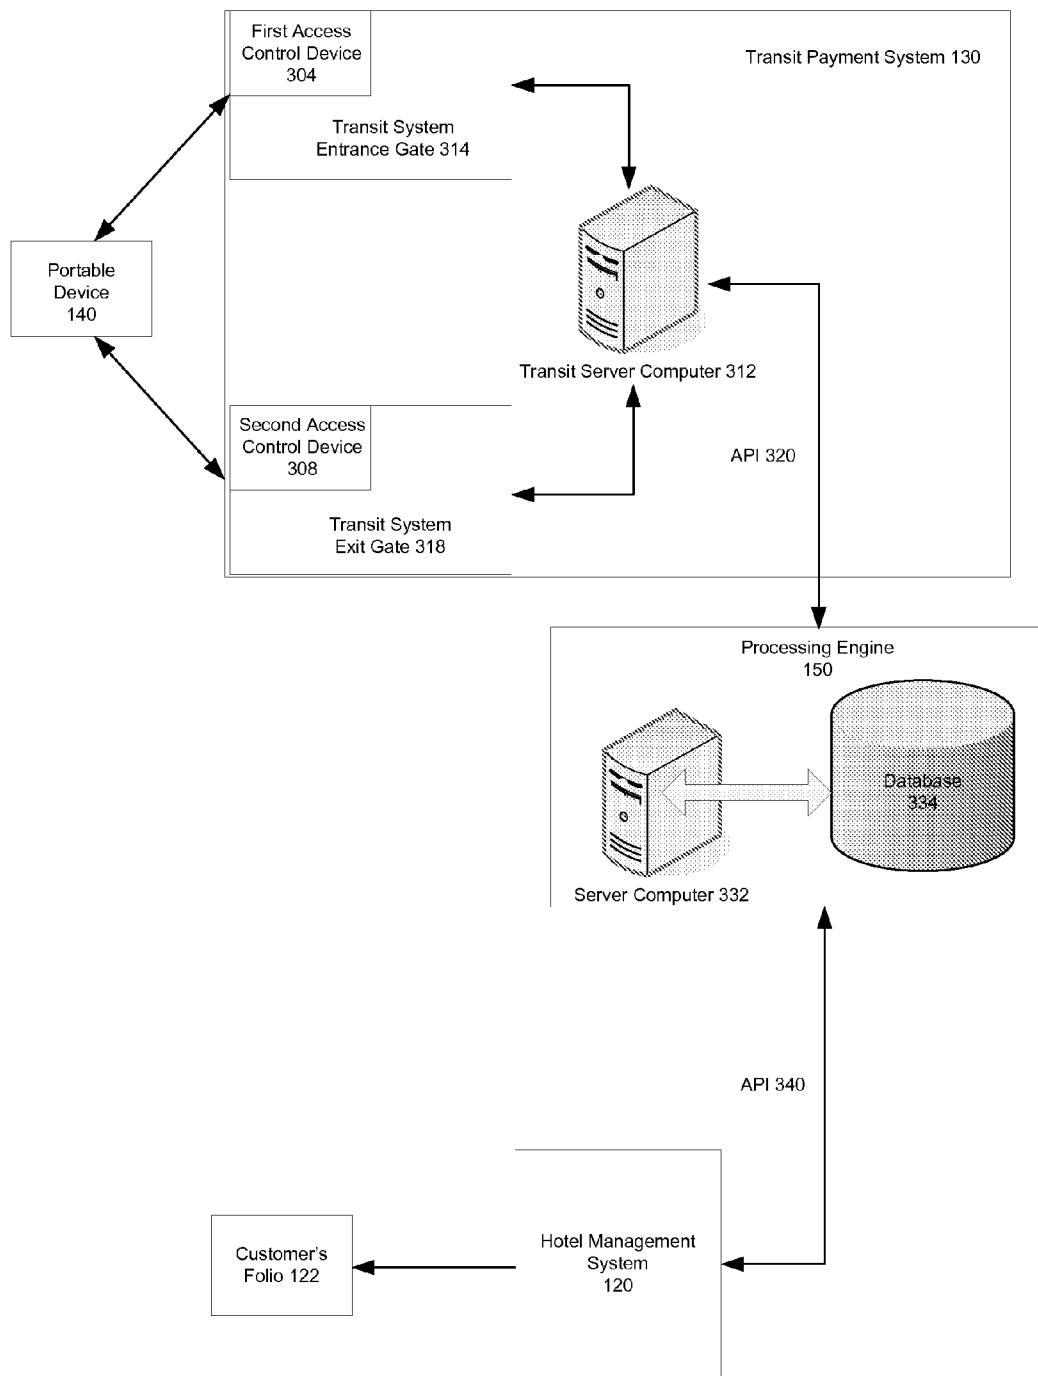 First Access
Control Device
304
Transit Payment System 130
Transit System
Entrance Gate 314
Portable
Device
140
Transit Server Computer 312
Second Access
Control Device
308
API 320
Transit System
Exit Gate 318
Processing Engine
150
Database
334
Server Computer 332
API 340
Hotel Management
System
120
Customer's
Folio 122